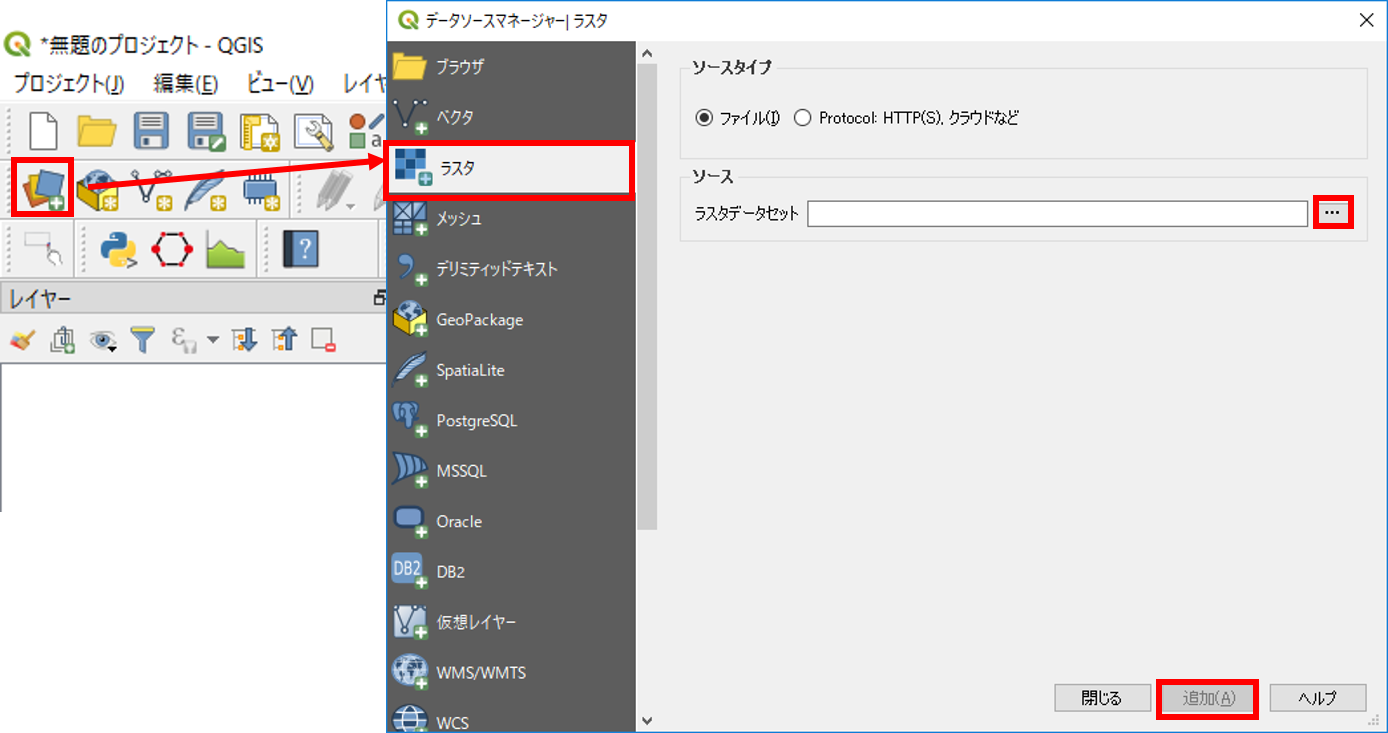 *無題のプロジェクト - QGIS
プロジェクト(J) 編集(E) ビュー(V) レイヤ
a
?
レイヤー
データソースマネージャー| ラスタ
ブラウザ
ベクタ
ラスタ
メッシュ
デリミティッドテキスト
GeoPackage
SpatiaLite
PostgreSQL
MSSQL
Oracle
DB2 DB2
仮想レイヤー
WMS/WMTS
WCS
ソースタイプ
ファイル(I) Protocol: HTTP(S), クラウドなど
ソース
ラスタデータセット ...
閉じる 追加(A) ヘルプ